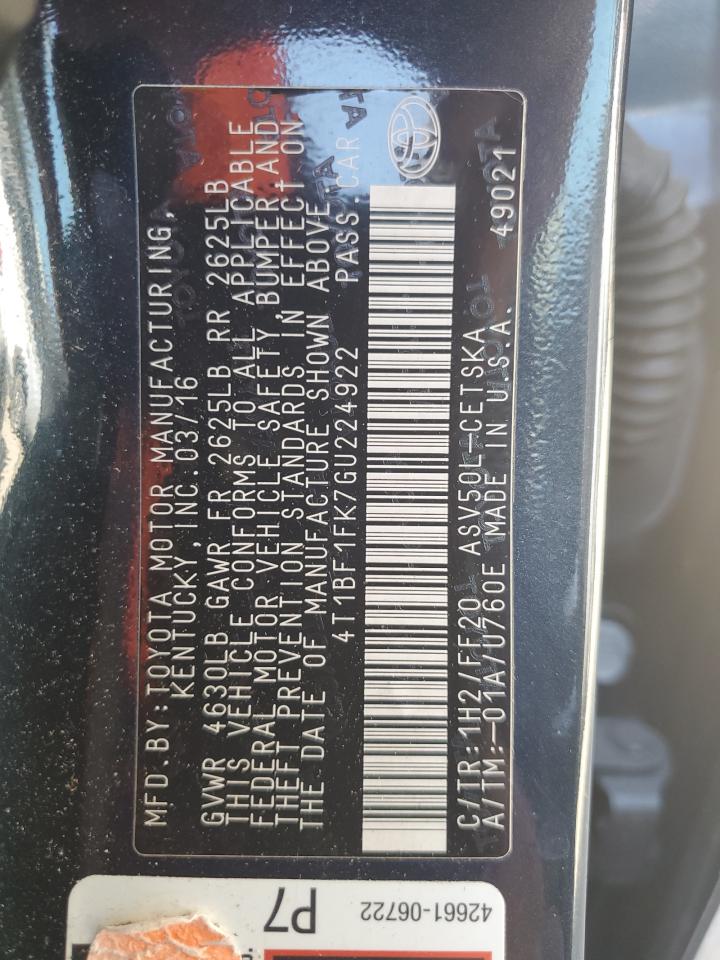 MFD.BY:TOYOTA MOTOR MANUFACTURING,
KENTUCKY, INC.03/16
GVWR 4630LB GAWR FR 2625LB RR 2625LB
THIS VEHICLE CONFORMS TO ALL APPLICABLE
FEDERAL MOTOR VEHICLE SAFETY,BUMPER,AND
THEFT PREVENTION STANDARDS IN EFFECT ON
THE DATE OF MANUFACTURE SHOWN ABOVE.
4T1BF1FK7GU224922 PASS.CAR
C/TR:1H2/FF20 ASV50L-CETSKA
A/TM:-01A/U760E MADE IN U.S.A. 49021
P7
42661-06722